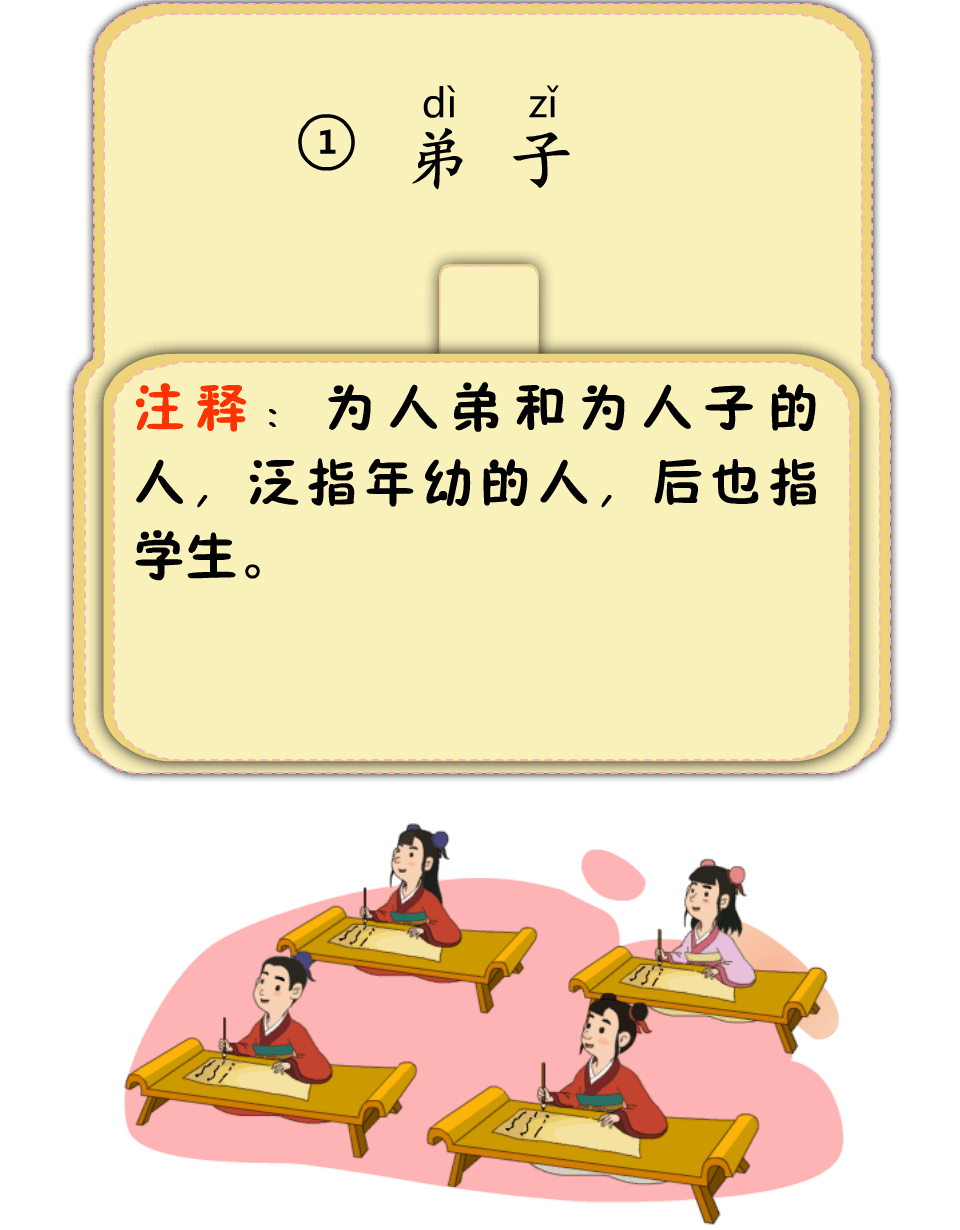 dì zǐ
① 弟 子
注释：为人弟和为人子的
人，泛指年幼的人，后也指
学生。